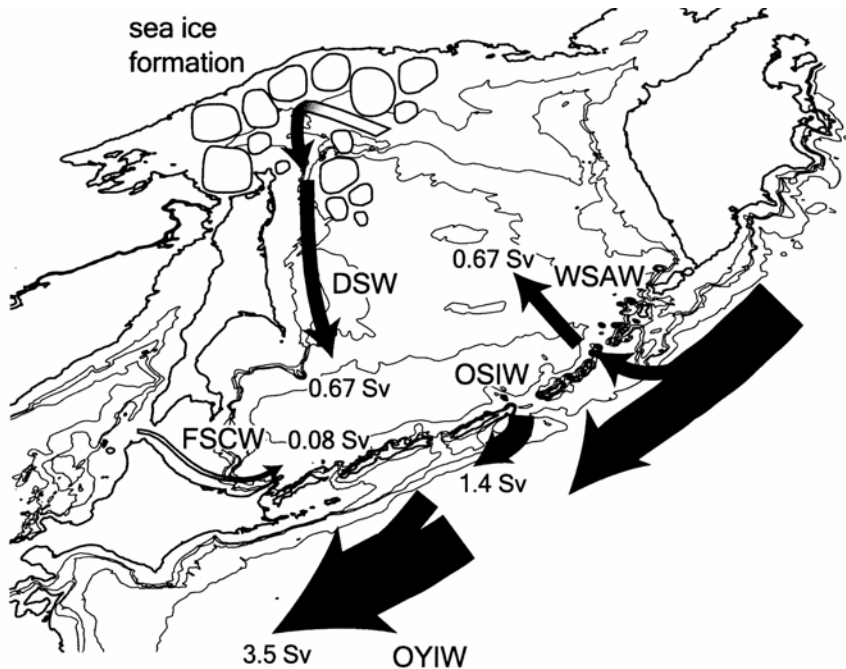 sea ice
formation
0.67 Sv
WSAW
DSW
0.67 Sv
OSIW
FSCW
0.08 Sv
1.4 Sv
3.5 Sv
OYIW